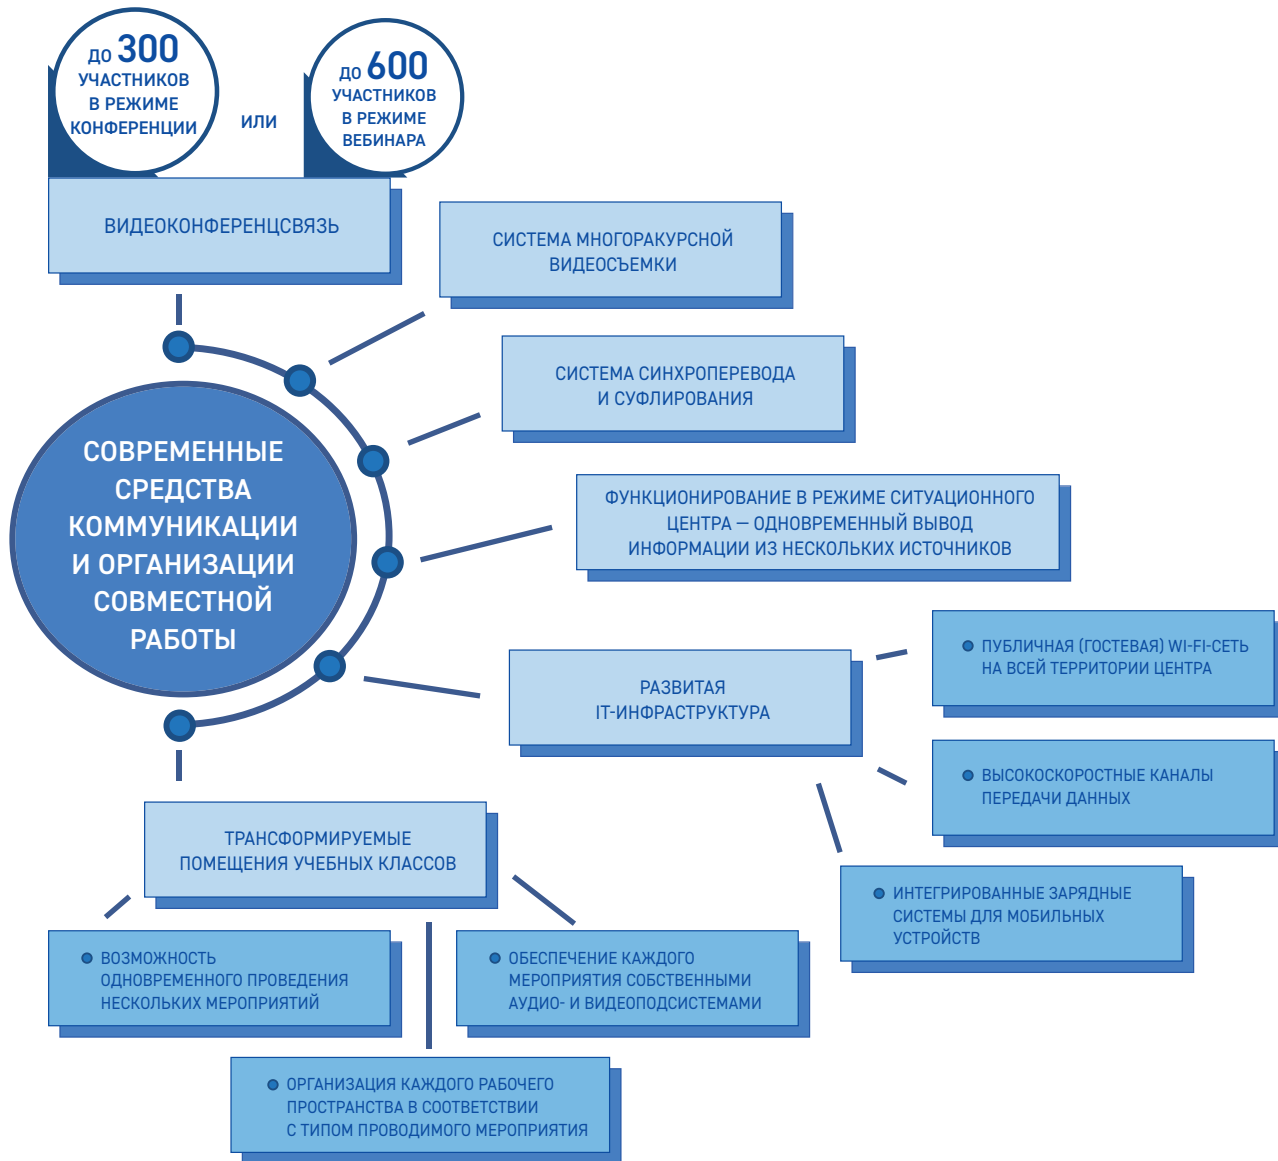 ДО 300
УЧАСТНИКОВ
В РЕЖИМЕ
КОНФЕРЕНЦИИ
ИЛИ
ДО 600
УЧАСТНИКОВ
В РЕЖИМЕ
ВЕБИНАРА
ВИДЕОКОНФЕРЕНЦСВЯЗЬ
СИСТЕМА МНОГОРАКУРСНОЙ
ВИДЕОСЪЕМКИ
СИСТЕМА СИНХРОПЕРЕВОДА
И СУФЛИРОВАНИЯ
СОВРЕМЕННЫЕ
СРЕДСТВА
КОММУНИКАЦИИ
И ОРГАНИЗАЦИИ
СОВМЕСТНОЙ
РАБОТЫ
ФУНКЦИОНИРОВАНИЕ В РЕЖИМЕ СИТУАЦИОННОГО
ЦЕНТРА — ОДНОВРЕМЕННЫЙ ВЫВОД
ИНФОРМАЦИИ ИЗ НЕСКОЛЬКИХ ИСТОЧНИКОВ
РАЗВИТАЯ
IT-ИНФРАСТРУКТУРА
ПУБЛИЧНАЯ (ГОСТЕВАЯ) WI-FI-СЕТЬ
НА ВСЕЙ ТЕРРИТОРИИ ЦЕНТРА
ВЫСОКОСКОРОСТНЫЕ КАНАЛЫ
ПЕРЕДАЧИ ДАННЫХ
ИНТЕГРИРОВАННЫЕ ЗАРЯДНЫЕ
СИСТЕМЫ ДЛЯ МОБИЛЬНЫХ
УСТРОЙСТВ
ТРАНСФОРМИРУЕМЫЕ
ПОМЕЩЕНИЯ УЧЕБНЫХ КЛАССОВ
ВОЗМОЖНОСТЬ
ОДНОВРЕМЕННОГО ПРОВЕДЕНИЯ
НЕСКОЛЬКИХ МЕРОПРИЯТИЙ
ОБЕСПЕЧЕНИЕ КАЖДОГО
МЕРОПРИЯТИЯ СОБСТВЕННЫМИ
АУДИО- И ВИДЕОПОДСИСТЕМАМИ
ОРГАНИЗАЦИЯ КАЖДОГО РАБОЧЕГО
ПРОСТРАНСТВА В СООТВЕТСТВИИ
С ТИПОМ ПРОВОДИМОГО МЕРОПРИЯТИЯ